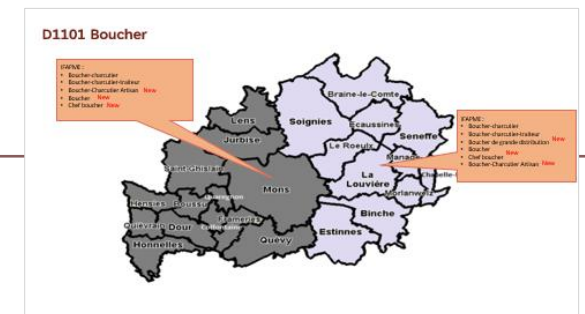 D1101 Boucher
IFAPME :
• Boucher-charcutier
• Boucher-charcutier-traiteur
• Boucher-Charcutier Artisan New
• Boucher New
• Chef boucher New
IFAPME :
• Boucher-charcutier
• Boucher-charcutier-traiteur
• Boucher de grande distribution New
• Boucher New
• Chef boucher
• Boucher-Charcutier Artisan New
Braine-le-Comte
Lens
Soignies
Ecaussines
Seneffe
Jurbise
Le Roeulx
Manage
Saint-Ghislain
La Louvière
Chapelle-
Mons
Morlanwelz
Hensies
Boussu
Quaregnon
Binche
Quiévrain
Dour
Frameries
Colfontaine
Estinnes
Honnelles
Quévy